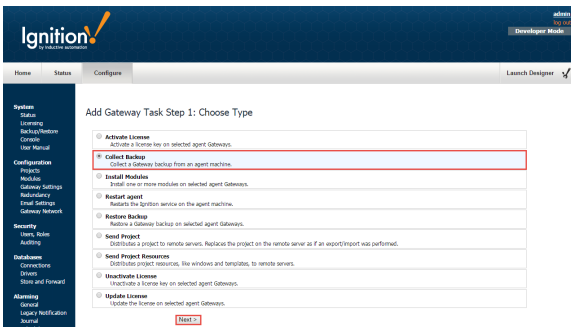 Ignition!
by inductive automation
admin
log out
Developer Mode
Home Status Configure
Launch Designer
System
Status
Licensing
Backup/Restore
Console
User Manual
Configuration
Projects
Modules
Gateway Settings
Redundancy
Email Settings
Gateway Network
Security
Users, Roles
Auditing
Databases
Connections
Drivers
Store and Forward
Alarming
General
Legacy Notification
Journal
Add Gateway Task Step 1: Choose Type
Activate License
Activate a license key on selected agent Gateways.
Collect Backup
Collect a Gateway backup from an agent machine.
Install Modules
Install one or more modules on selected agent Gateways.
Restart agent
Restarts the Ignition service on the agent machine.
Restore Backup
Restore a Gateway backup on selected agent Gateways.
Send Project
Distributes a project to remote servers. Replaces the project on the remote server as if an export/import was performed.
Send Project Resources
Distributes project resources, like windows and templates, to remote servers.
Unactivate License
Unactivate a license key on selected agent Gateways.
Update License
Update the license on selected agent Gateways.
Next >